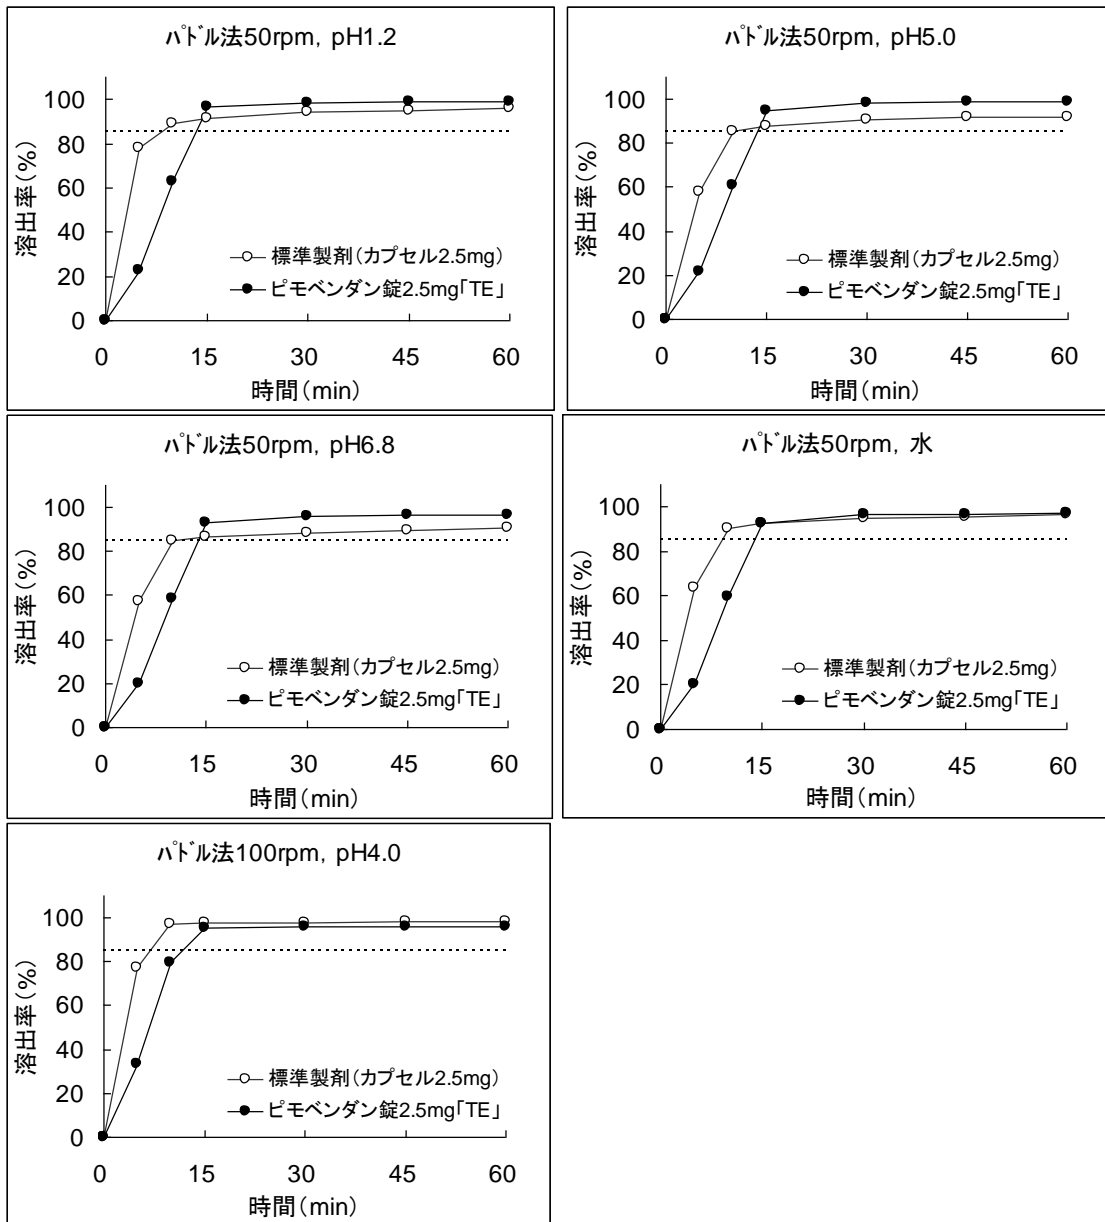 ﾊﾟﾄﾞﾙ法50rpm，pH1.2
溶出率（％）
100
80
60
40
20
0
標準製剤（カプセル2.5mg）
ピモベンダン錠2.5mg「TE」
0 15 30 45 60
時間（min）
ﾊﾟﾄﾞﾙ法50rpm，pH5.0
溶出率（％）
100
80
60
40
20
0
標準製剤（カプセル2.5mg）
ピモベンダン錠2.5mg「TE」
0 15 30 45 60
時間（min）
ﾊﾟﾄﾞﾙ法50rpm，pH6.8
溶出率（％）
100
80
60
40
20
0
標準製剤（カプセル2.5mg）
ピモベンダン錠2.5mg「TE」
0 15 30 45 60
時間（min）
ﾊﾟﾄﾞﾙ法50rpm，水
溶出率（％）
100
80
60
40
20
0
標準製剤（カプセル2.5mg）
ピモベンダン錠2.5mg「TE」
0 15 30 45 60
時間（min）
ﾊﾟﾄﾞﾙ法100rpm，pH4.0
溶出率（％）
100
80
60
40
20
0
標準製剤（カプセル2.5mg）
ピモベンダン錠2.5mg「TE」
0 15 30 45 60
時間（min）